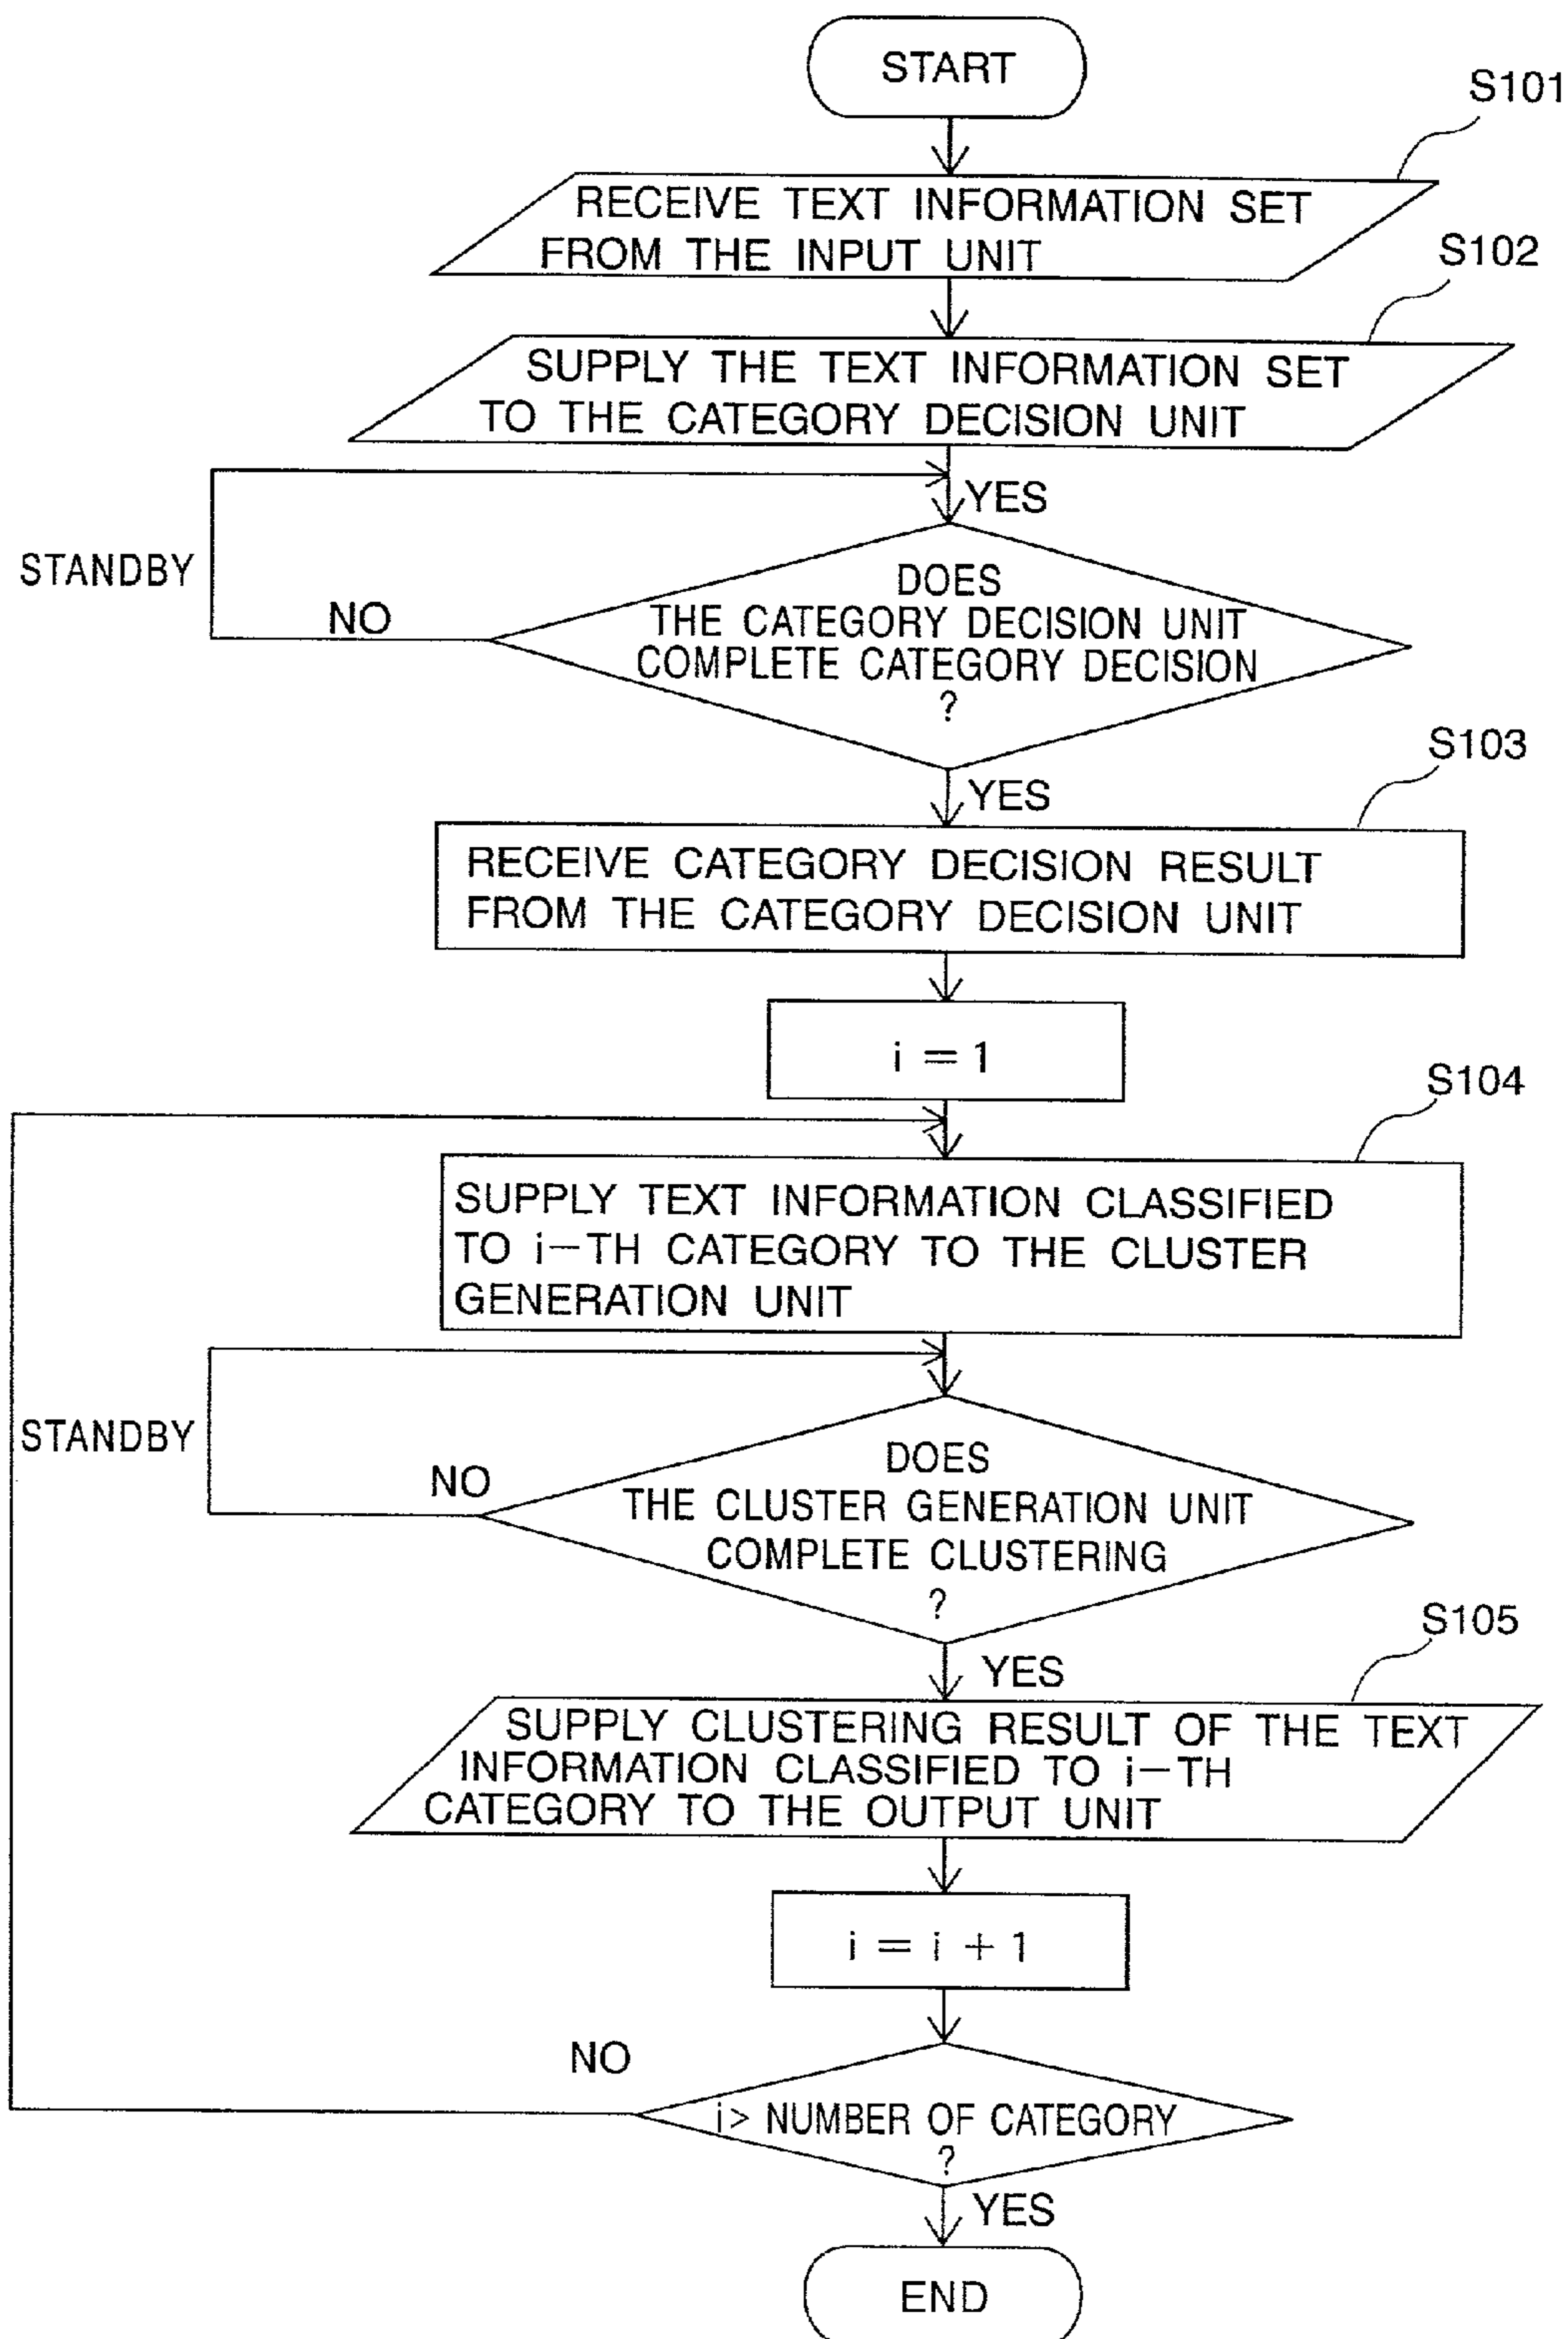 START
S101
RECEIVE TEXT INFORMATION SET
FROM THE INPUT UNIT
S102
SUPPLY THE TEXT INFORMATION SET
TO THE CATEGORY DECISION UNIT
YES
STANDBY
NO
DOES
THE CATEGORY DECISION UNIT
COMPLETE CATEGORY DECISION
?
YES
S103
RECEIVE CATEGORY DECISION RESULT
FROM THE CATEGORY DECISION UNIT
i = 1
S104
SUPPLY TEXT INFORMATION CLASSIFIED
TO i-TH CATEGORY TO THE CLUSTER
GENERATION UNIT
STANDBY
NO
DOES
THE CLUSTER GENERATION UNIT
COMPLETE CLUSTERING
?
YES
S105
SUPPLY CLUSTERING RESULT OF THE TEXT
INFORMATION CLASSIFIED TO i-TH
CATEGORY TO THE OUTPUT UNIT
i = i + 1
NO
i> NUMBER OF CATEGORY
?
YES
END